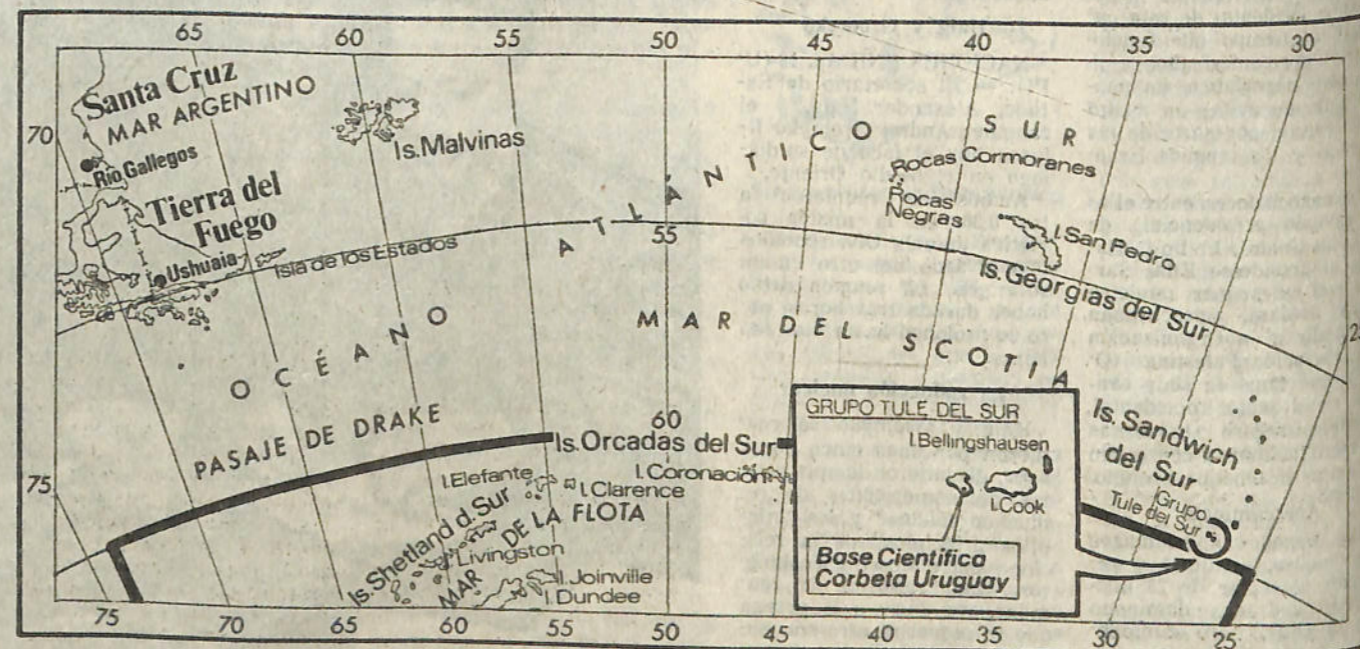 65
60
55
50
45
40
35
30
Santa Cruz
MAR ARGENTINO
70
Río Gallegos
Tierra del
Fuego
Ushuaia
Isla de los Estados
Is. Malvinas
ATLÁNTICO SUR
Rocas Cormoranes
Rocas
Negras
I. San Pedro
Is. Georgias del Sur
55
OCÉANO
MAR DEL SCOTIA
PASAJE DE DRAKE
60
Is. Orcadas del Sur
I. Coronación
75
I. Elefante
I. Clarence
Is. Shetland d. Sur
MAR DE LA FLOTA
Livingston
I. Joinville
I. Dundee
GRUPO TULE DEL SUR
I. Bellingshausen
I. Cook
Base Científica
Corbeta Uruguay
Is. Sandwich
del Sur
Grupo
Tule del Sur
75
70
65
60
55
50
45
40
35
30
25